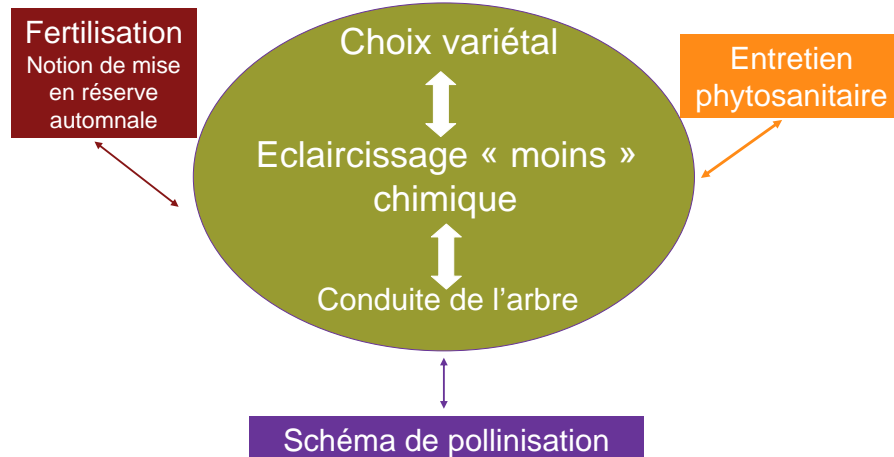 Fertilisation
Notion de mise
en réserve
automnale
Choix variétal
Entretien
phytosanitaire
Eclaircissage « moins »
chimique
Conduite de l'arbre
Schéma de pollinisation